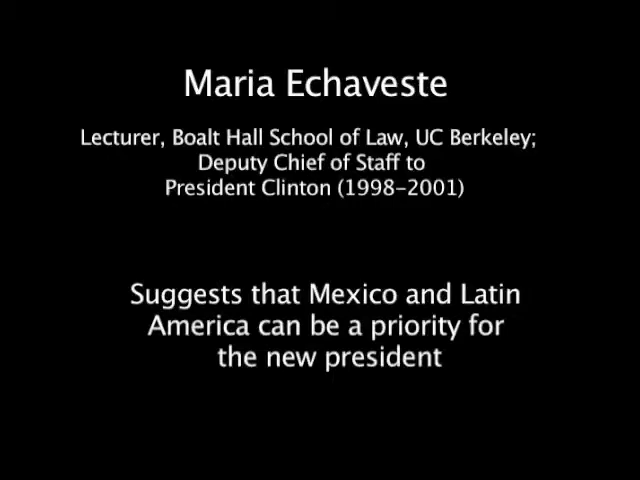 Maria Echaveste
Lecturer, Boalt Hall School of Law, UC Berkeley;
Deputy Chief of Staff to
President Clinton (1998-2001)
Suggests that Mexico and Latin
America can be a priority for
the new president